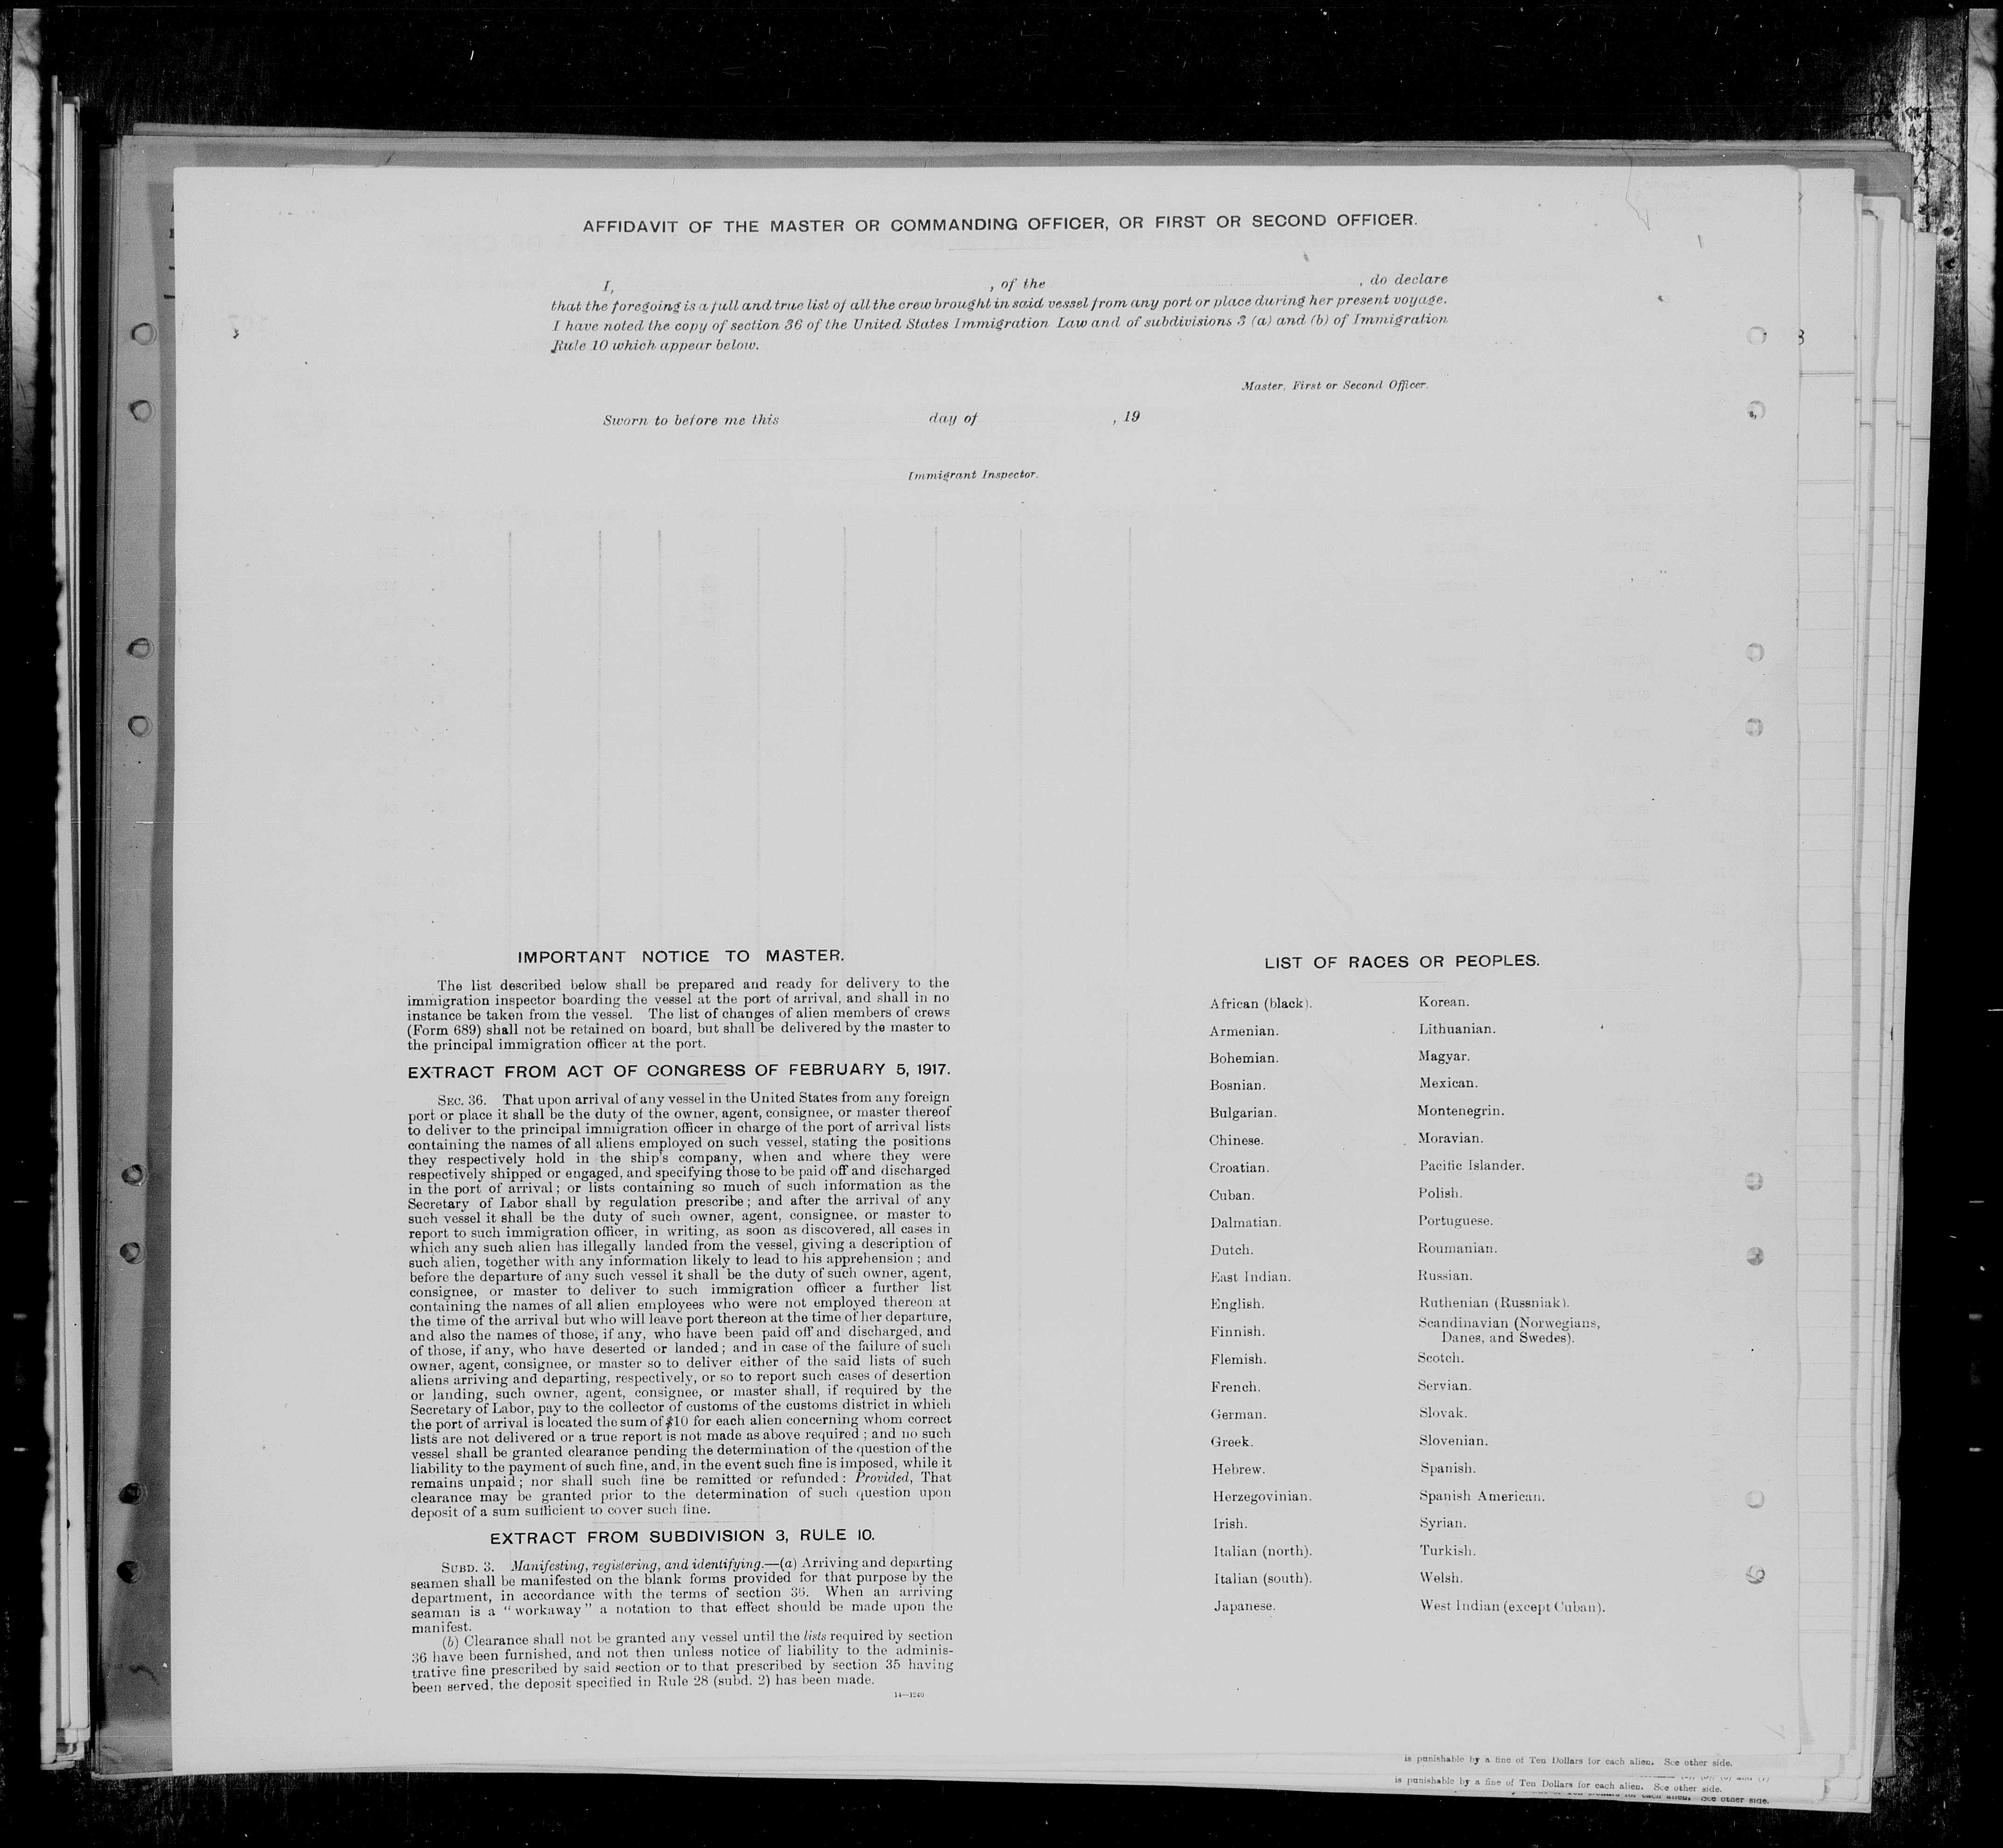 AFFIDAVIT OF THE MASTER OR COMMANDING OFFICER, OR FIRST OR SECOND OFFICER.
I, , of the , do declare
that the foregoing is a full and true list of all the crew brought in said vessel from any port or place during her present voyage.
I have noted the copy of section 36 of the United States Immigration Law and of subdivisions 3 (a) and (b) of Immigration
Rule 10 which appear below.
Master, First or Second Officer.
Sworn to before me this day of , 19
Immigrant Inspector.
IMPORTANT NOTICE TO MASTER.
The list described below shall be prepared and ready for delivery to the
immigration inspector boarding the vessel at the port of arrival, and shall in no
instance be taken from the vessel. The list of changes of alien members of crews
(Form 689) shall not be retained on board, but shall be delivered by the master to
the principal immigration officer at the port.
EXTRACT FROM ACT OF CONGRESS OF FEBRUARY 5, 1917.
SEC. 36. That upon arrival of any vessel in the United States from any foreign
port or place it shall be the duty of the owner, agent, consignee, or master thereof
to deliver to the principal immigration officer in charge of the port of arrival lists
containing the names of all aliens employed on such vessel, stating the positions
they respectively hold in the ship's company, when and where they were
respectively shipped or engaged, and specifying those to be paid off and discharged
in the port of arrival; or lists containing so much of such information as the
Secretary of Labor shall by regulation prescribe; and after the arrival of any
such vessel it shall be the duty of such owner, agent, consignee, or master to
report to such immigration officer, in writing, as soon as discovered, all cases in
which any such alien has illegally landed from the vessel, giving a description of
such alien, together with any information likely to lead to his apprehension; and
before the departure of any such vessel it shall be the duty of such owner, agent,
consignee, or master to deliver to such immigration officer a further list
containing the names of all alien employees who were not employed thereon at
the time of the arrival but who will leave port thereon at the time of her departure,
and also the names of those, if any, who have been paid off and discharged, and
of those, if any, who have deserted or landed; and in case of the failure of such
owner, agent, consignee, or master so to deliver either of the said lists of such
aliens arriving and departing, respectively, or so to report such cases of desertion
or landing, such owner, agent, consignee, or master shall, if required by the
Secretary of Labor, pay to the collector of customs of the customs district in which
the port of arrival is located the sum of $10 for each alien concerning whom correct
lists are not delivered or a true report is not made as above required; and no such
vessel shall be granted clearance pending the determination of the question of the
liability to the payment of such fine, and, in the event such fine is imposed, while it
remains unpaid; nor shall such fine be remitted or refunded: Provided, That
clearance may be granted prior to the determination of such question upon
deposit of a sum sufficient to cover such fine.
EXTRACT FROM SUBDIVISION 3, RULE 10.
SUBD. 3. Manifesting, registering, and identifying.—(a) Arriving and departing
seamen shall be manifested on the blank forms provided for that purpose by the
department, in accordance with the terms of section 36. When an arriving
seaman is a "workaway" a notation to that effect should be made upon the
manifest.
(b) Clearance shall not be granted any vessel until the lists required by section
36 have been furnished, and not then unless notice of liability to the adminis-
trative fine prescribed by said section or to that prescribed by section 35 having
been served, the deposit specified in Rule 28 (subd. 2) has been made.
14—1240
LIST OF RACES OR PEOPLES.
African (black).
Armenian.
Bohemian.
Bosnian.
Bulgarian.
Chinese.
Croatian.
Cuban.
Dalmatian.
Dutch.
East Indian.
English.
Finnish.
Flemish.
French.
German.
Greek.
Hebrew.
Herzegovinian.
Irish.
Italian (north).
Italian (south).
Japanese.
Korean.
Lithuanian.
Magyar.
Mexican.
Montenegrin.
Moravian.
Pacific Islander.
Polish.
Portuguese.
Roumanian.
Russian.
Ruthenian (Russniak).
Scandinavian (Norwegians,
Danes, and Swedes).
Scotch.
Servian.
Slovak.
Slovenian.
Spanish.
Spanish American.
Syrian.
Turkish.
Welsh.
West Indian (except Cuban).
is punishable by a fine of Ten Dollars for each alien. See other side.
is punishable by a fine of Ten Dollars for each alien. See other side.
See other side.